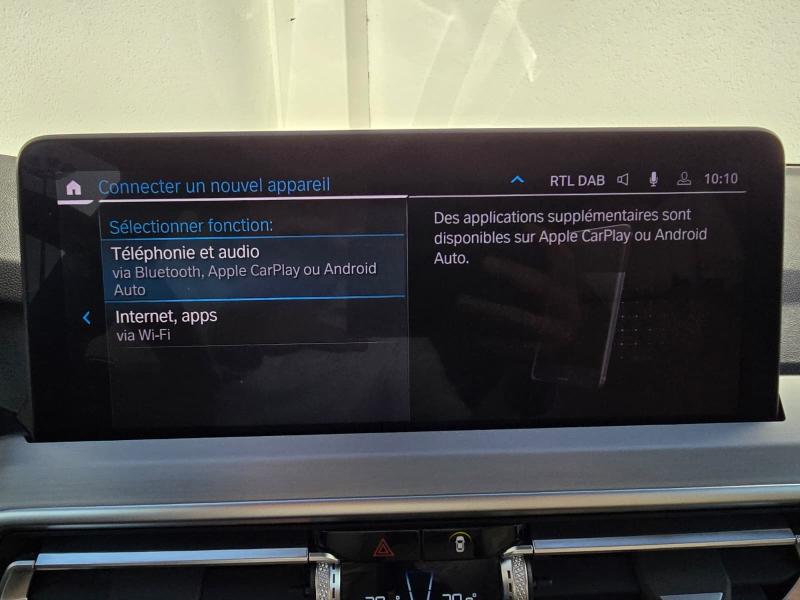 Connecter un nouvel appareil
RTL DAB 10:10
Sélectionner fonction:
Téléphonie et audio
via Bluetooth, Apple CarPlay ou Android
Auto
Internet, apps
via Wi-Fi
Des applications supplémentaires sont
disponibles sur Apple CarPlay ou Android
Auto.